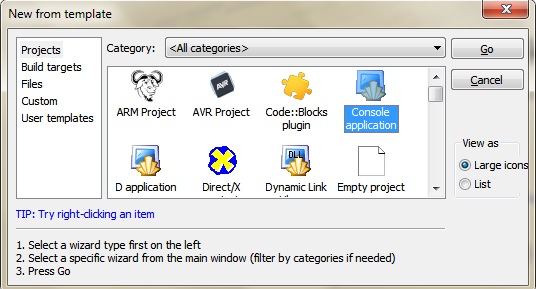 New from template
Projects
Build targets
Files
Custom
User templates
Category:
<All categories>
Go
Cancel
ARM Project
AVR
AVR Project
Code::Blocks
plugin
Console
application
D application
Direct/X
DLL
Dynamic Link
Empty project
View as
Large icons
List
TIP: Try right-clicking an item
1. Select a wizard type first on the left
2. Select a specific wizard from the main window (filter by categories if needed)
3. Press Go